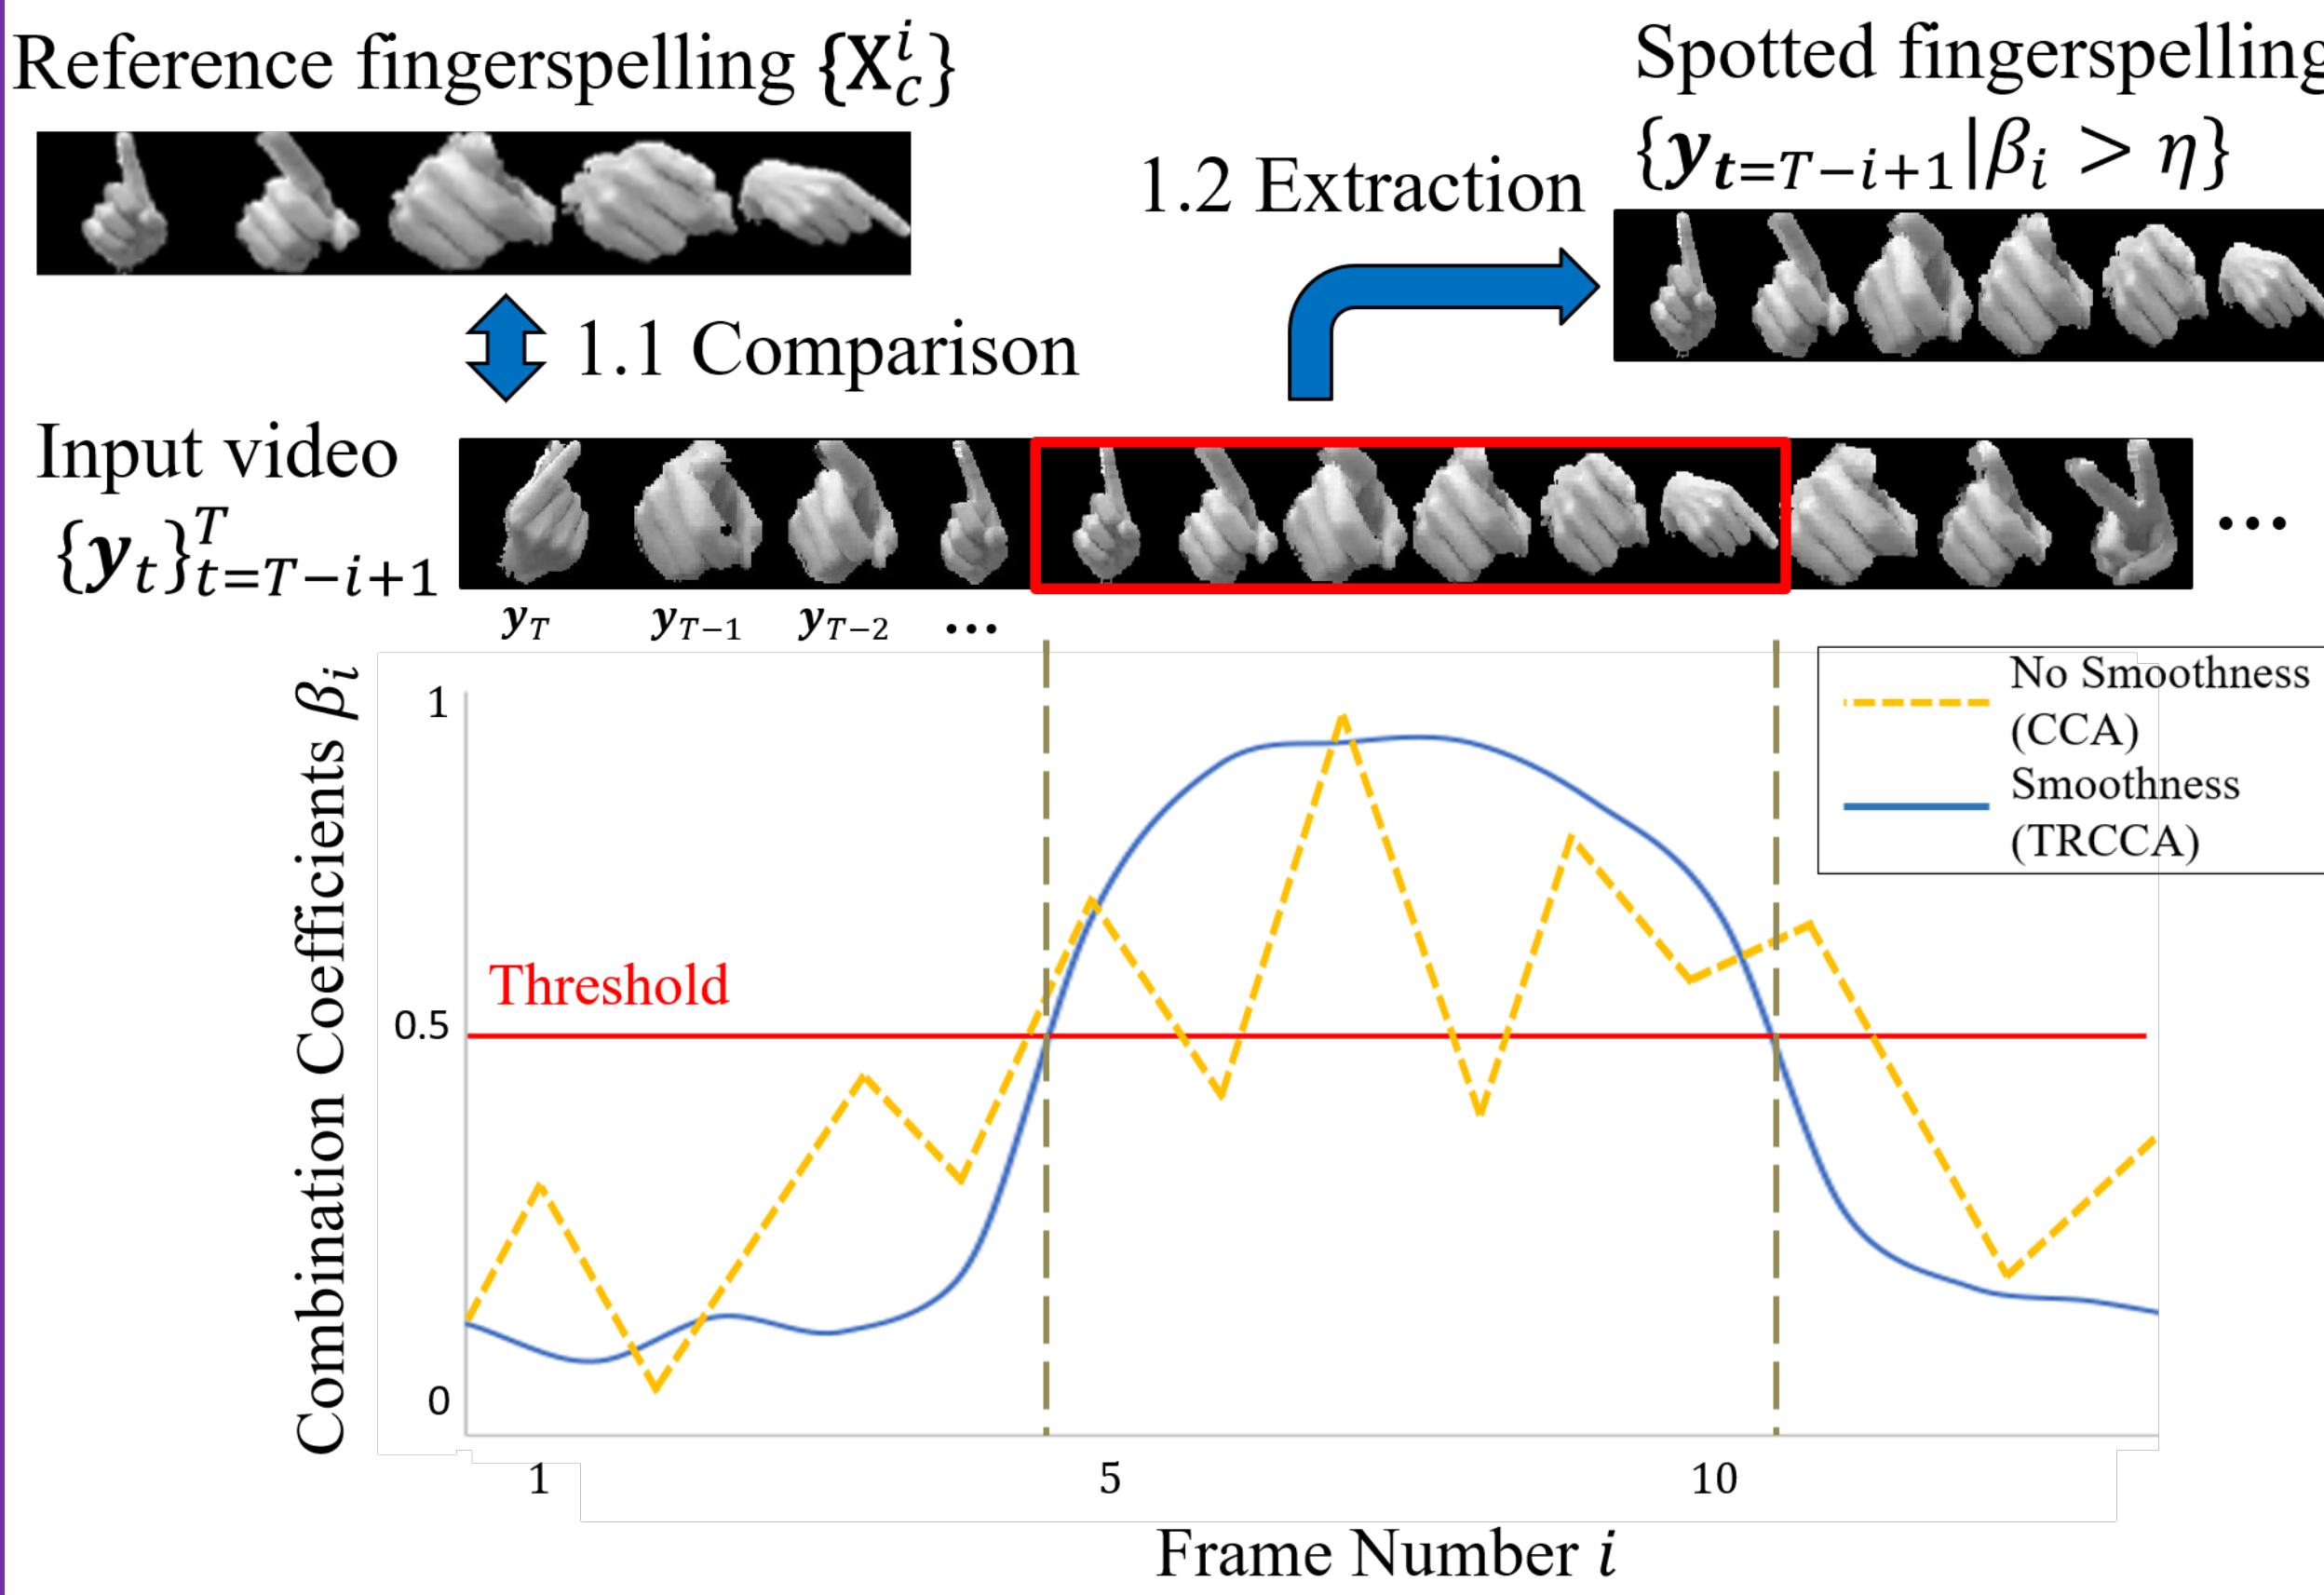 Reference fingerspelling {X_c^i}
Spotted fingerspelling
{y_{t=T−i+1}|β_i > η}
1.2 Extraction
1.1 Comparison
Input video
{y_t}_{t=T−i+1}^T
y_T y_{T−1} y_{T−2} ...
...
Combination Coefficients β_i
1
0.5
0
Threshold
No Smoothness
(CCA)
Smoothness
(TRCCA)
1 5 10
Frame Number i